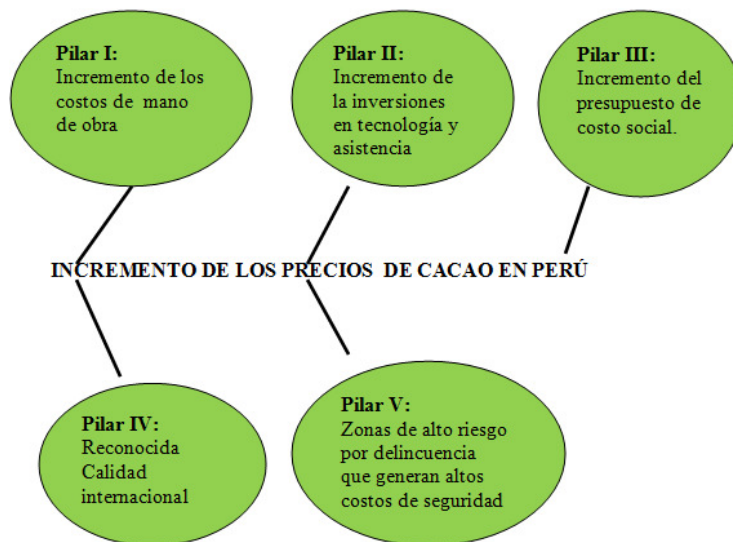 Pilar I:
Incremento de los
costos de mano
de obra
Pilar II:
Incremento de
la inversiones
en tecnología y
asistencia
Pilar III:
Incremento del
presupuesto de
costo social.
INCREMENTO DE LOS PRECIOS DE CACAO EN PERÚ
Pilar IV:
Reconocida
Calidad
internacional
Pilar V:
Zonas de alto riesgo
por delincuencia
que generan altos
costos de seguridad